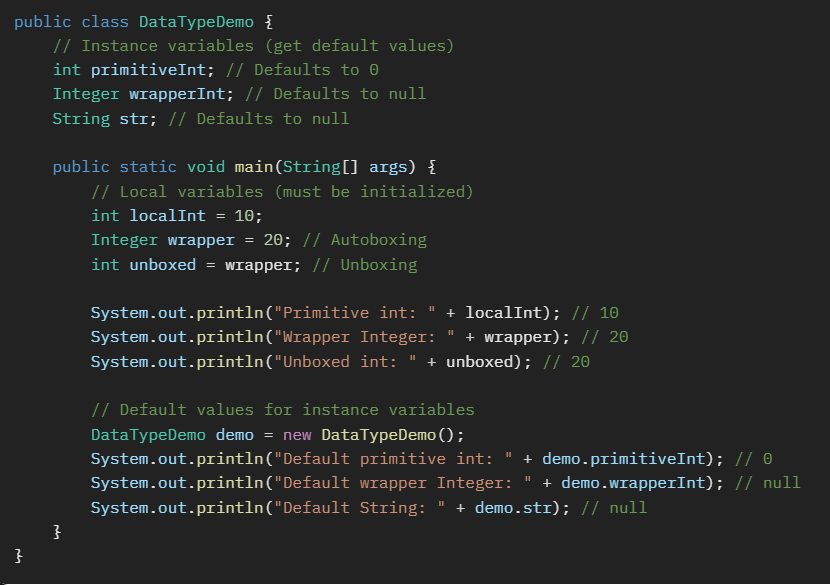 public class DataTypeDemo {
    // Instance variables (get default values)
    int primitiveInt; // Defaults to 0
    Integer wrapperInt; // Defaults to null
    String str; // Defaults to null

    public static void main(String[] args) {
        // Local variables (must be initialized)
        int localInt = 10;
        Integer wrapper = 20; // Autoboxing
        int unboxed = wrapper; // Unboxing

        System.out.println("Primitive int: " + localInt); // 10
        System.out.println("Wrapper Integer: " + wrapper); // 20
        System.out.println("Unboxed int: " + unboxed); // 20

        // Default values for instance variables
        DataTypeDemo demo = new DataTypeDemo();
        System.out.println("Default primitive int: " + demo.primitiveInt); // 0
        System.out.println("Default wrapper Integer: " + demo.wrapperInt); // null
        System.out.println("Default String: " + demo.str); // null
    }
}